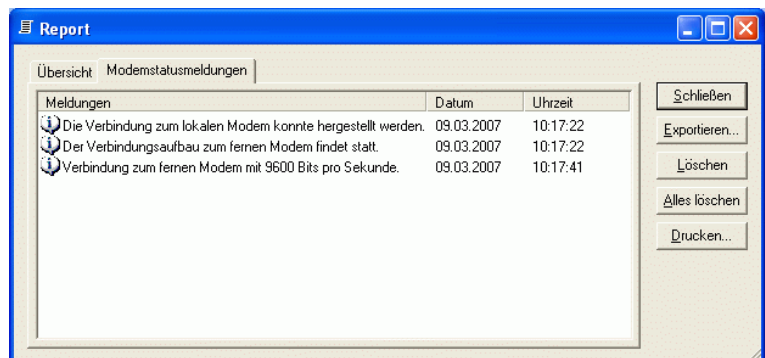 Report
Übersicht Modemstatusmeldungen
Meldungen Datum Uhrzeit
Die Verbindung zum lokalen Modem konnte hergestellt werden. 09.03.2007 10:17:22
Der Verbindungsaufbau zum fernen Modem findet statt. 09.03.2007 10:17:22
Verbindung zum fernen Modem mit 9600 Bits pro Sekunde. 09.03.2007 10:17:41
Schließen
Exportieren...
Löschen
Alles löschen
Drucken...